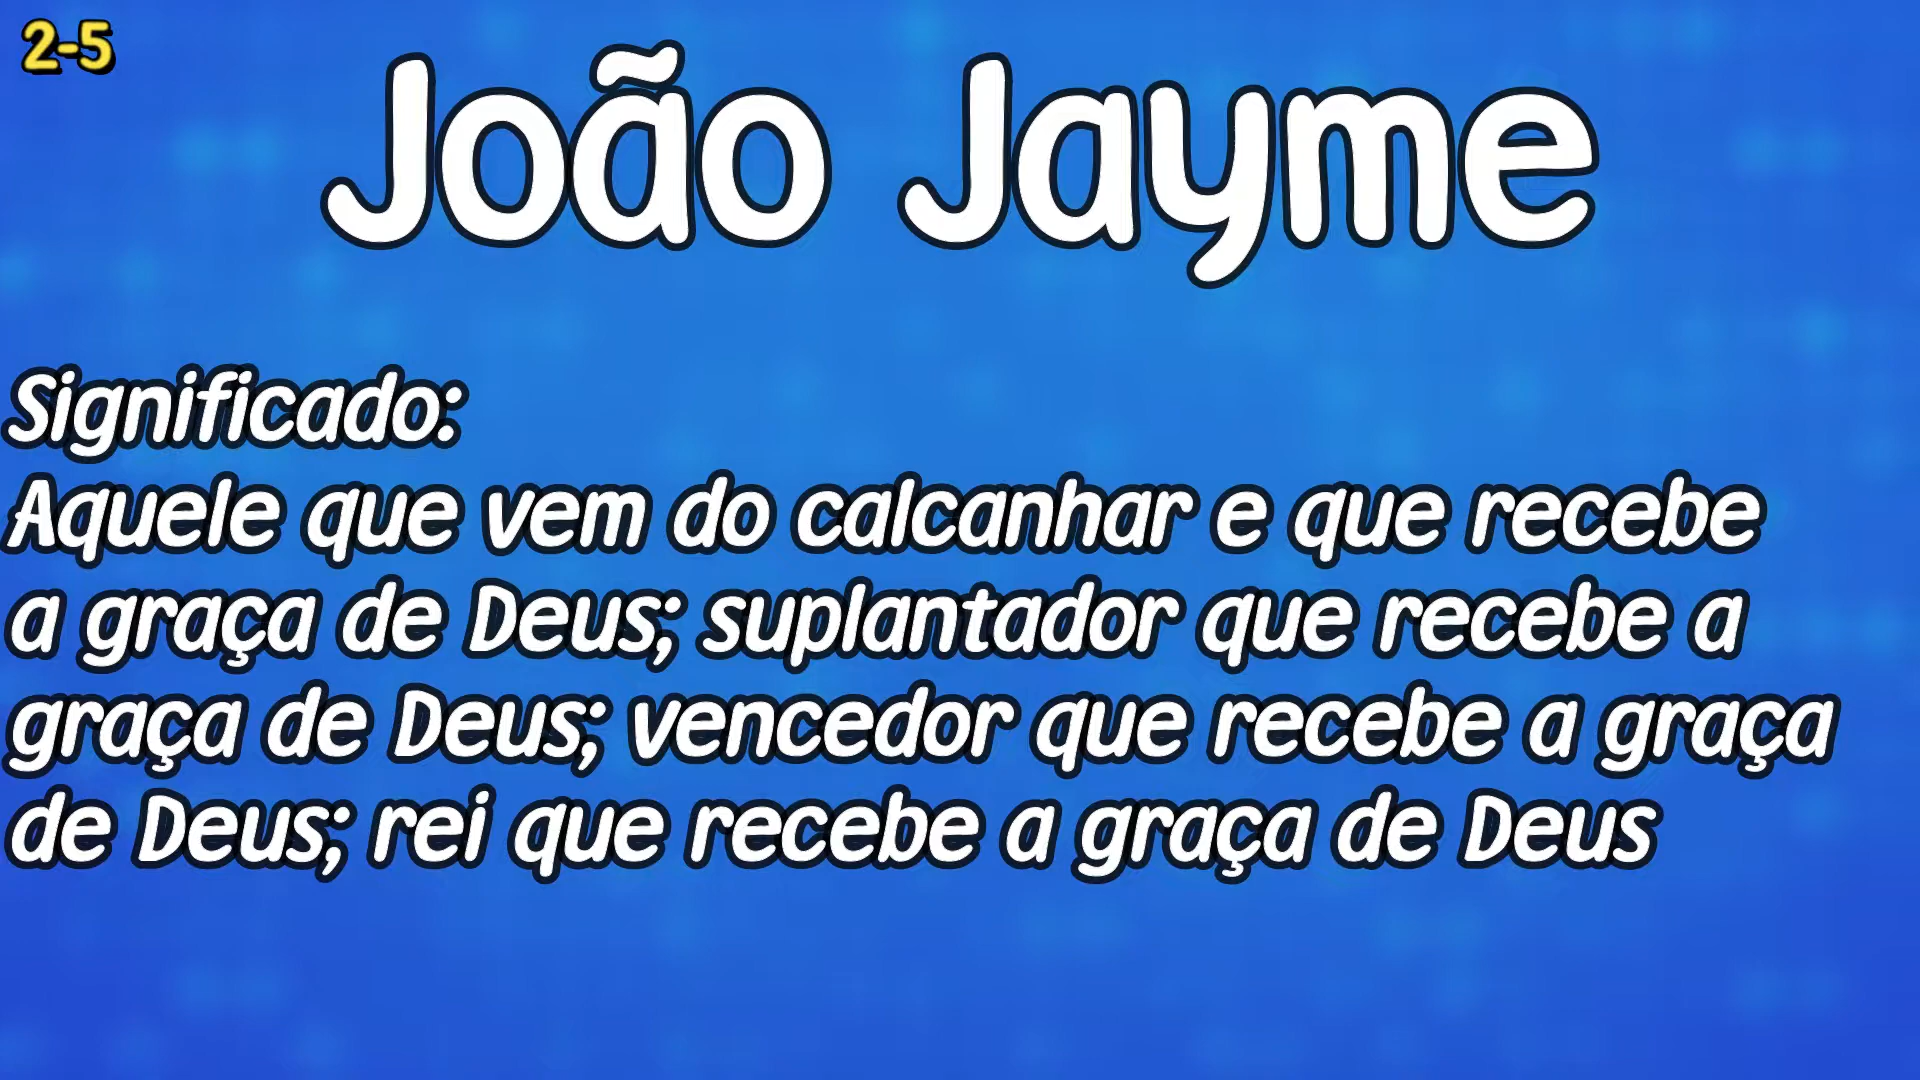 2-5
João Jayme
Significado:
Aquele que vem do calcanhar e que recebe
a graça de Deus; suplantador que recebe a
graça de Deus; vencedor que recebe a graça
de Deus; rei que recebe a graça de Deus